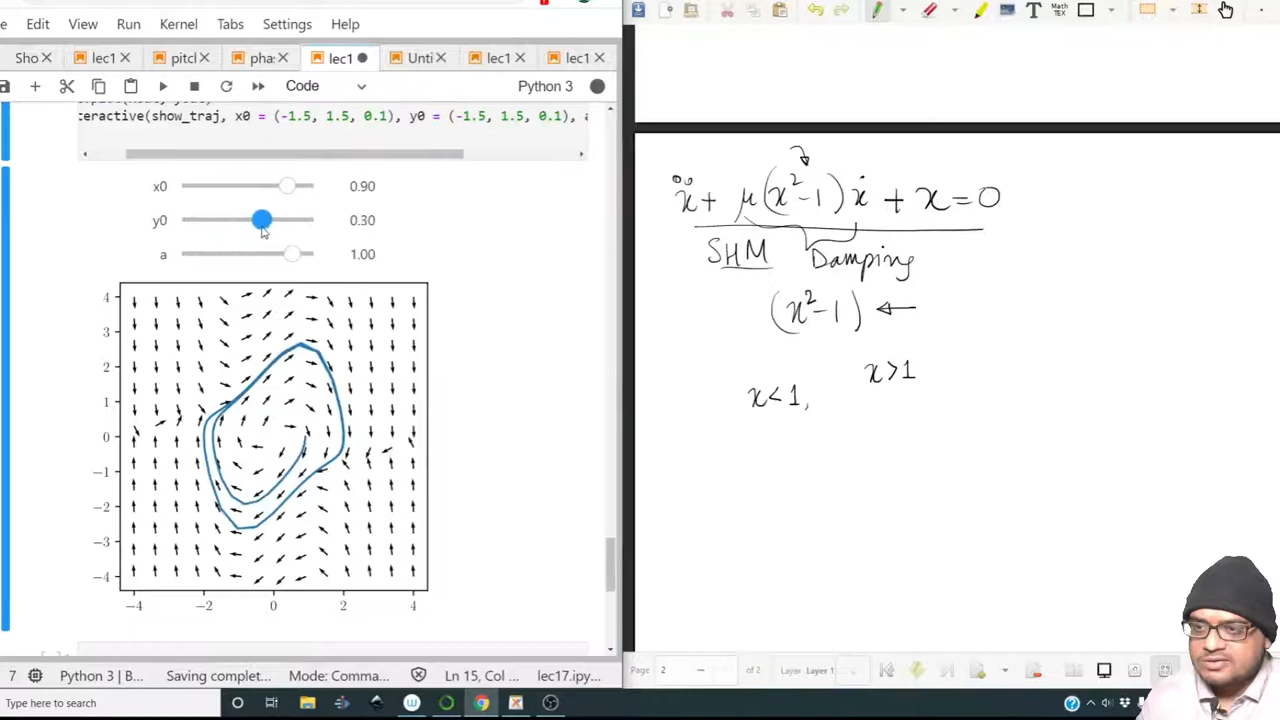 Edit View Run Kernel Tabs Settings Help
Sho lec1 pitcl pha: lec1 Unti lec1 lec1
Code Python 3
teractive(show_traj, x0 = (-1.5, 1.5, 0.1), y0 = (-1.5, 1.5, 0.1), a
x0 0.90
y0 0.30
a 1.00
4
3
2
1
0
−1
−2
−3
−4
−4 −2 0 2 4
7 Python 3 | B... Saving complet... Mode: Comma... Ln 15, Col ... lec17.ipy...
Type here to search
T Math TEX
ẍ + μ(x²−1)ẋ + x = 0
SHM Damping
(x²−1) ←
x>1
x<1,
Page 2 of 2 Layer Layer 1